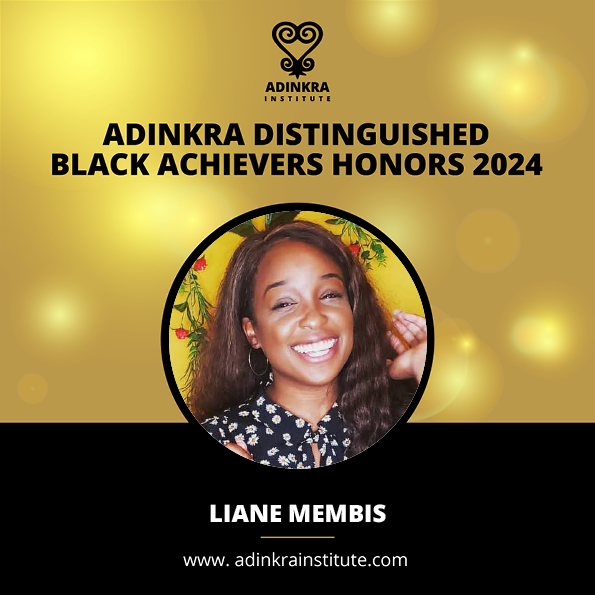 ADINKRA
INSTITUTE
ADINKRA DISTINGUISHED
BLACK ACHIEVERS HONORS 2024
LIANE MEMBIS
www. adinkrainstitute.com